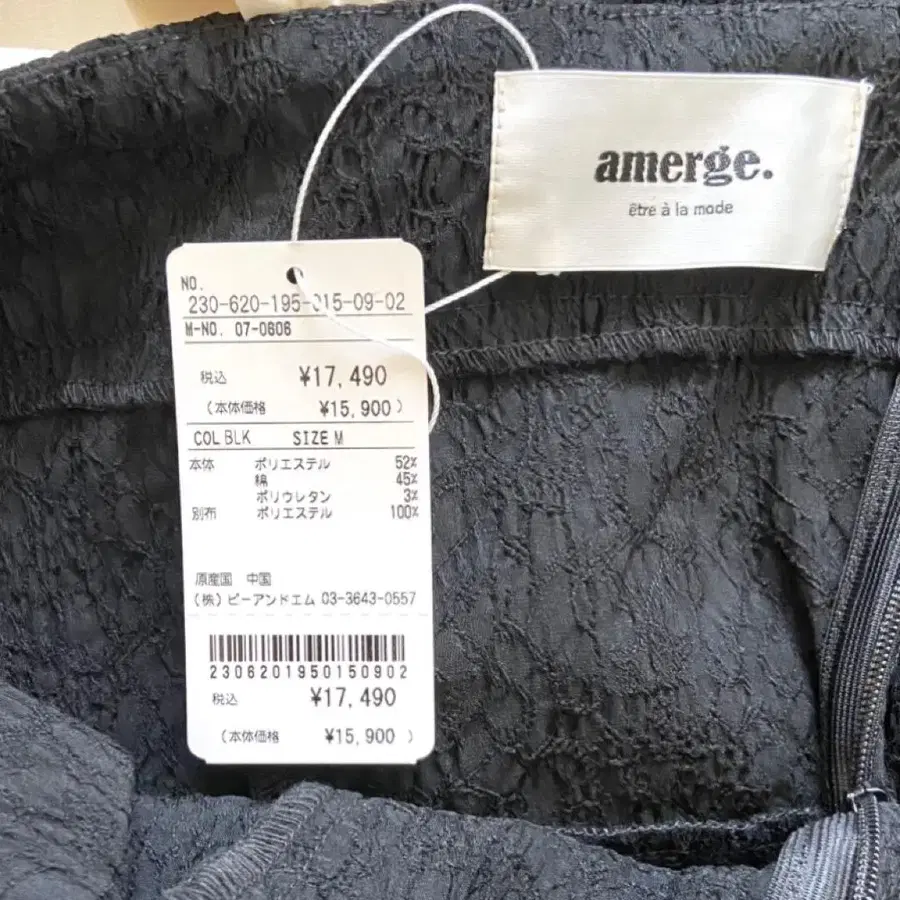 amerge.
être à la mode
NO.
230-620-195-015-09-02
M-NO. 07-0606
税込 ¥17,490
(本体価格 ¥15,900)
COL BLK SIZE M
本体 ポリエステル 52%
綿 45%
ポリウレタン 3%
別布 ポリエステル 100%
原産国 中国
(株)ビーアンドエム 03-3643-0557
2306201950150902
税込 ¥17,490
(本体価格 ¥15,900)